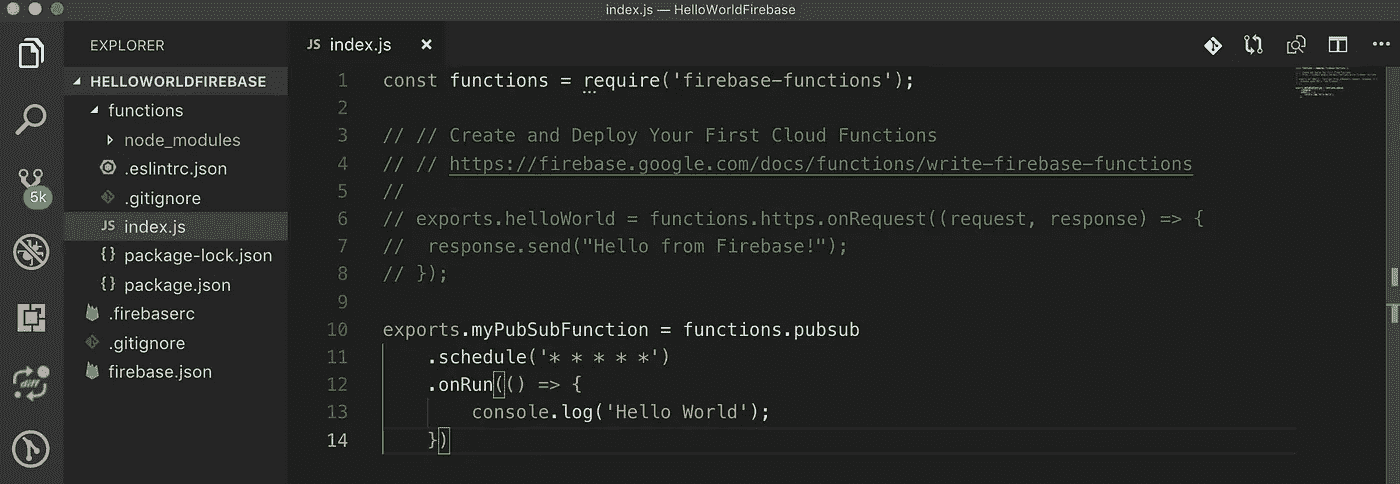 index.js — HelloWorldFirebase
EXPLORER
HELLOWORLDFIREBASE
functions
node_modules
.eslintrc.json
.gitignore
JS index.js
{} package-lock.json
{} package.json
.firebaserc
.gitignore
firebase.json
5k
diff
JS index.js ×
1 const functions = require('firebase-functions');
2
3 // // Create and Deploy Your First Cloud Functions
4 // // https://firebase.google.com/docs/functions/write-firebase-functions
5 //
6 // exports.helloWorld = functions.https.onRequest((request, response) => {
7 //  response.send("Hello from Firebase!");
8 // });
9
10 exports.myPubSubFunction = functions.pubsub
11     .schedule('* * * * *')
12     .onRun(() => {
13         console.log('Hello World');
14     })